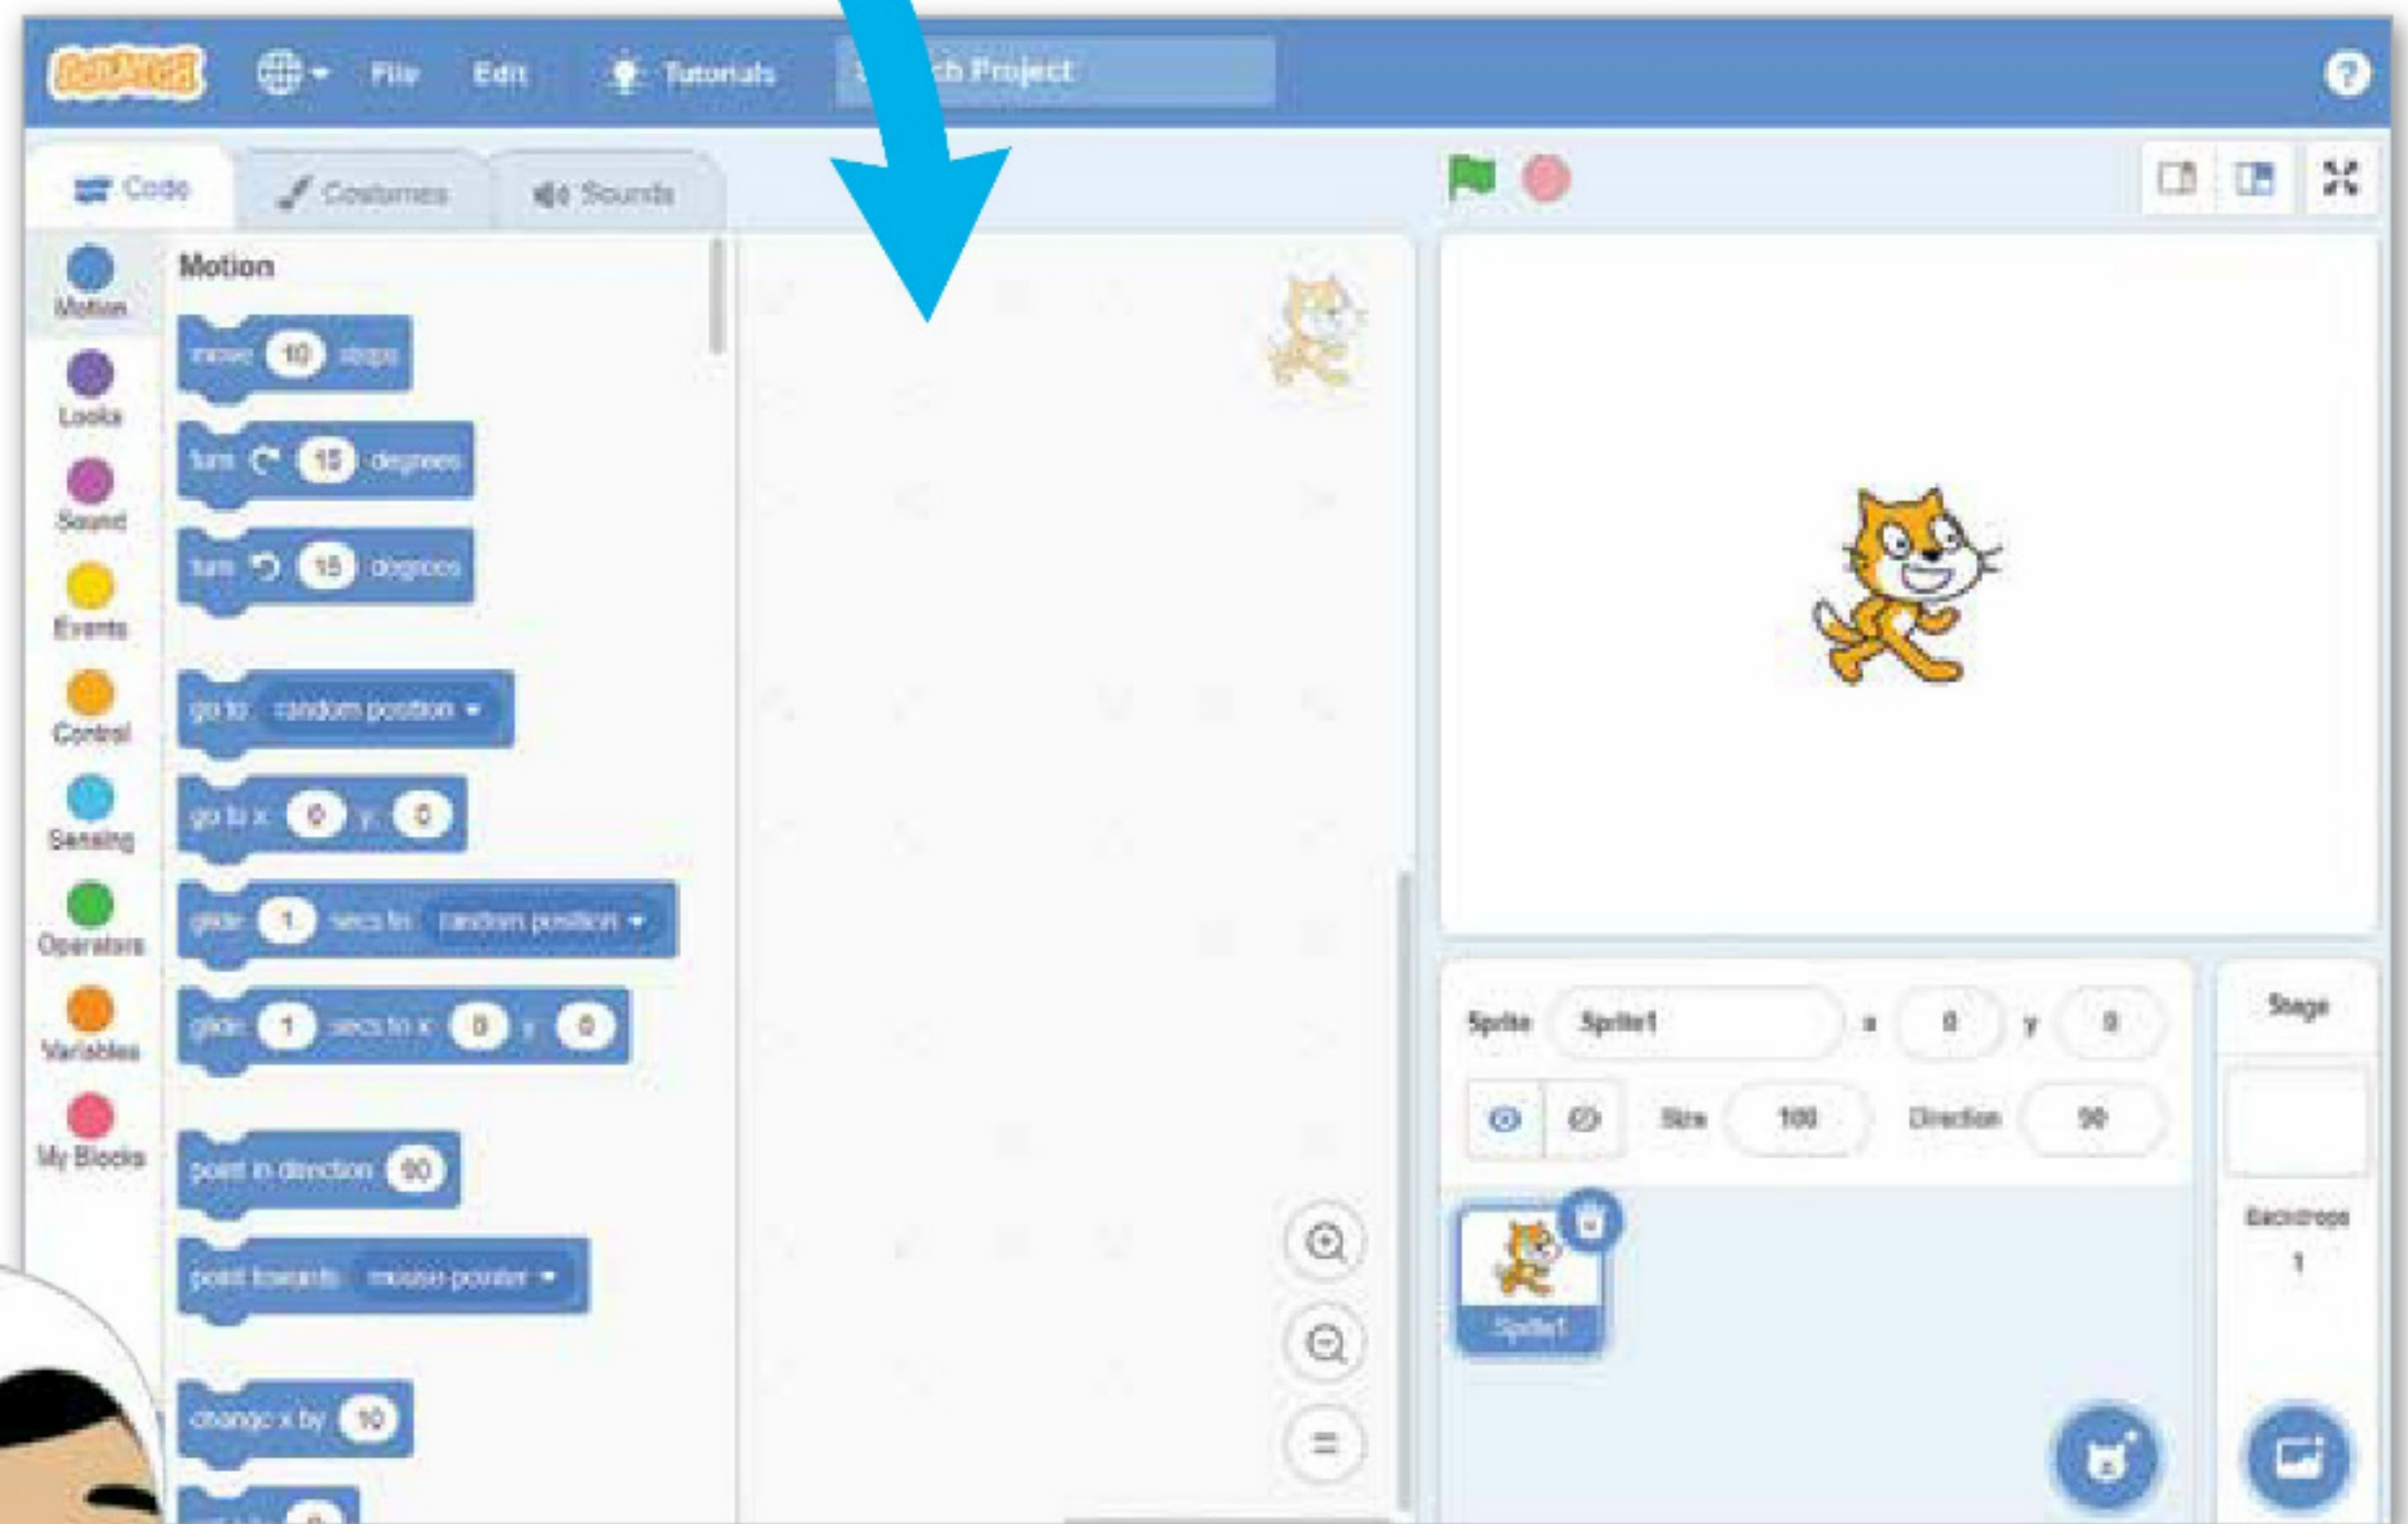 SCRATCH
File Edit Tutorials ch Project
Code Costumes Sounds
Motion
Looks
Sound
Events
Control
Sensing
Operators
Variables
My Blocks
Motion
move 10 steps
turn 15 degrees
turn 15 degrees
go to random position
go to x 0 y: 0
glide 1 secs to random position
glide 1 secs to x 0 y 0
point in direction 90
point towards mouse-pointer
change x by 10
Sprite Sprite1 x 0 y 0
Size 100 Direction 90
Sprite1
Stage
Backdrops
1